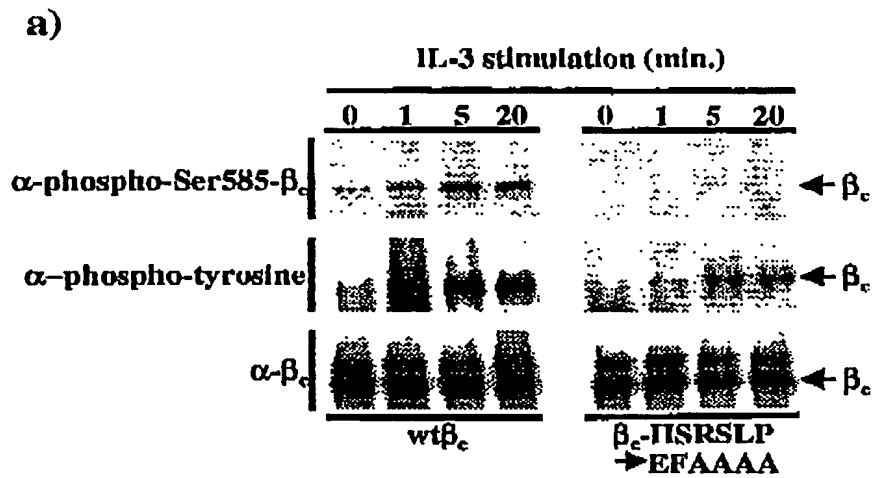 a)
IL-3 stimulation (min.)
0 1 5 20 0 1 5 20
α-phospho-Ser585-βc βc
α-phospho-tyrosine βc
α-βc βc
wtβc βc-HSRSLP
→EFAAAA